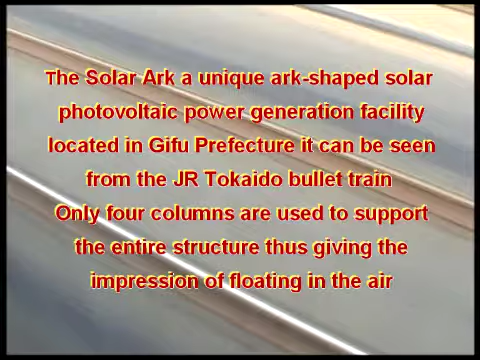 The Solar Ark a unique ark-shaped solar
photovoltaic power generation facility
located in Gifu Prefecture it can be seen
from the JR Tokaido bullet train
Only four columns are used to support
the entire structure thus giving the
impression of floating in the air